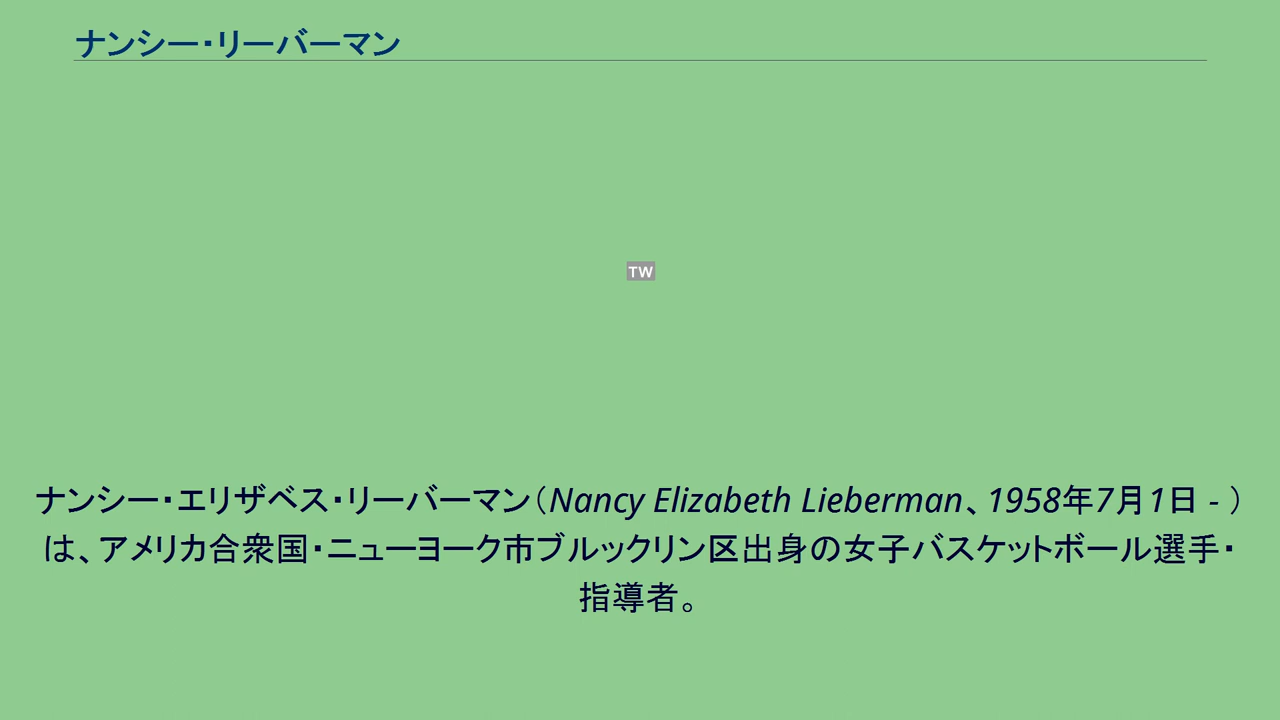 ナンシー・リーバーマン
TW
ナンシー・エリザベス・リーバーマン（Nancy Elizabeth Lieberman、1958年7月1日 - ）
は、アメリカ合衆国・ニューヨーク市ブルックリン区出身の女子バスケットボール選手・
指導者。